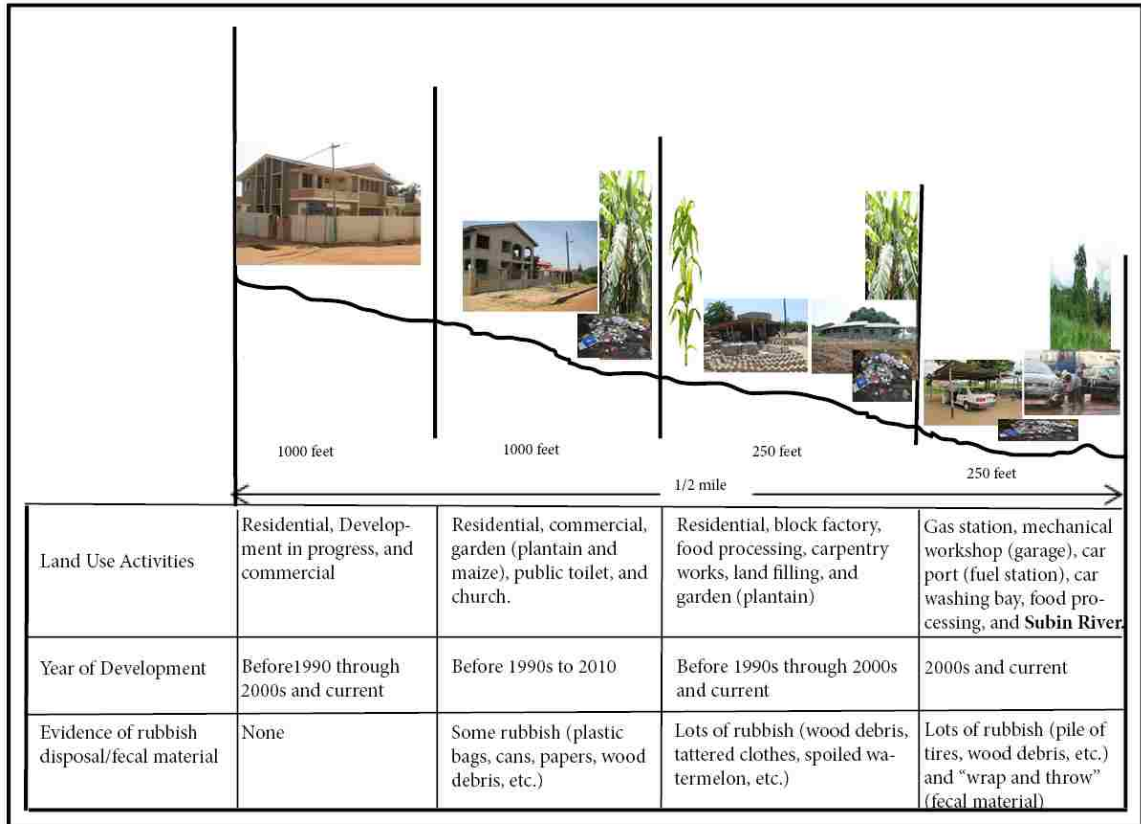 1000 feet
1000 feet
250 feet
250 feet
1/2 mile
Land Use Activities
Residential, Develop-
ment in progress, and
commercial
Residential, commercial,
garden (plantain and
maize), public toilet, and
church.
Residential, block factory,
food processing, carpentry
works, land filling, and
garden (plantain)
Gas station, mechanical
workshop (garage), car
port (fuel station), car
washing bay, food pro-
cessing, and Subin River.
Year of Development
Before1990 through
2000s and current
Before 1990s to 2010
Before 1990s through 2000s
and current
2000s and current
Evidence of rubbish
disposal/fecal material
None
Some rubbish (plastic
bags, cans, papers, wood
debris, etc.)
Lots of rubbish (wood debris,
tattered clothes, spoiled wa-
termelon, etc.)
Lots of rubbish (pile of
tires, wood debris, etc.)
and “wrap and throw”
(fecal material)